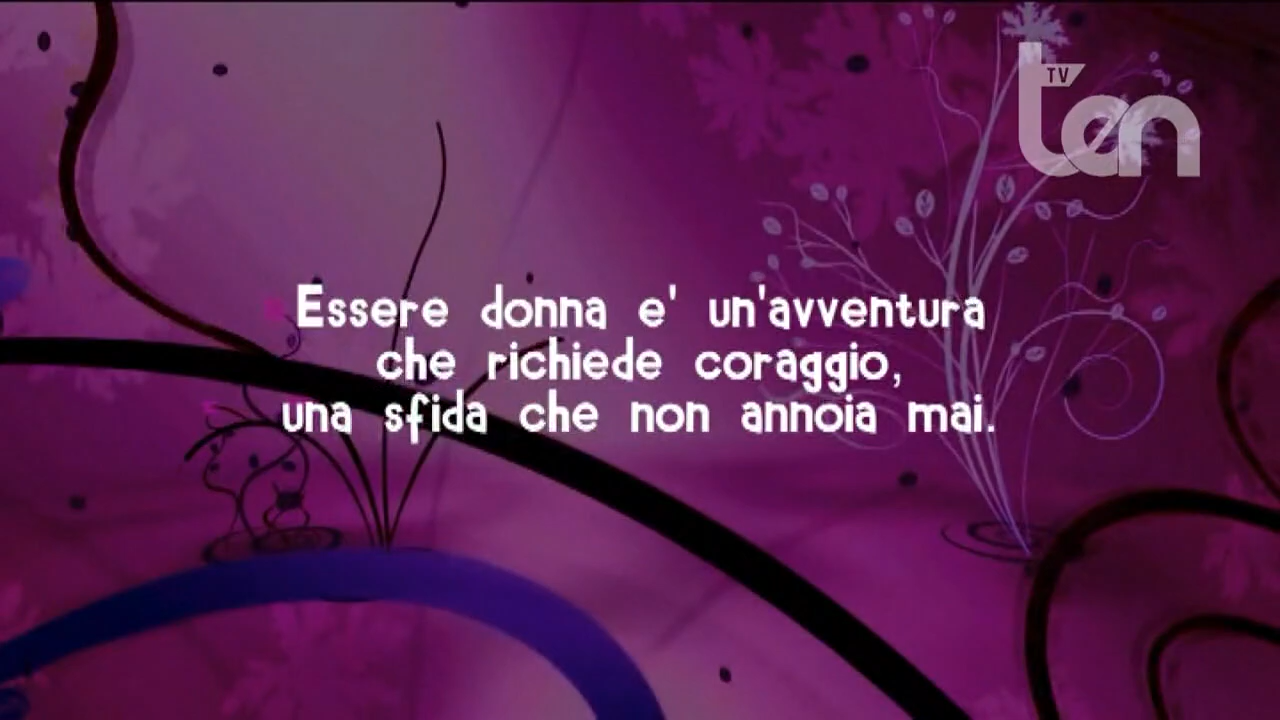 TV
ten
Essere donna e' un'avventura
che richiede coraggio,
una sfida che non annoia mai.